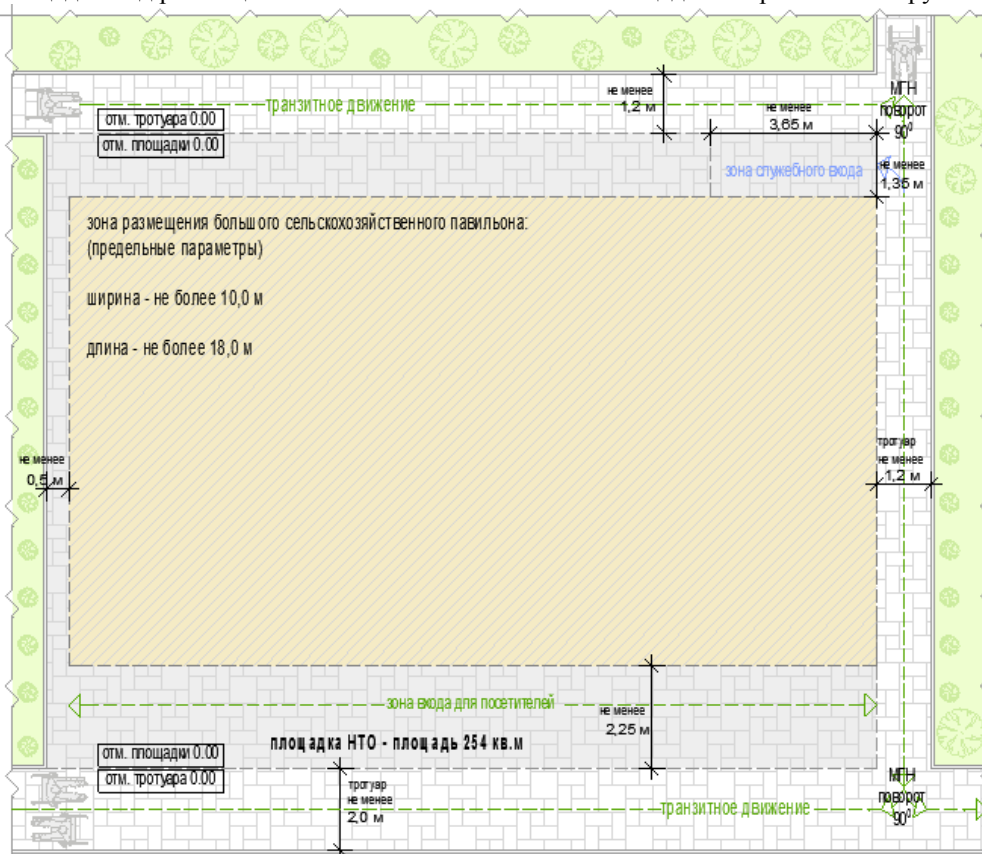 не менее
1,2 м
МГН
поворот
90⁰
транзитное движение
не менее
3,65 м
отм. тротуара 0.00
отм. площадки 0.00
зона служебного входа
не менее
1,35 м
зона размещения большого сельскохозяйственного павильона:
(предельные параметры)
ширина - не более 10,0 м
длина - не более 18,0 м
не менее
0,5 м
тротуар
не менее
1,2 м
зона входа для посетителей
не менее
2,25 м
площадка НТО - площадь 254 кв.м
отм. площадки 0.00
отм. тротуара 0.00
тротуар
не менее
2,0 м
транзитное движение
МГН
поворот
90⁰